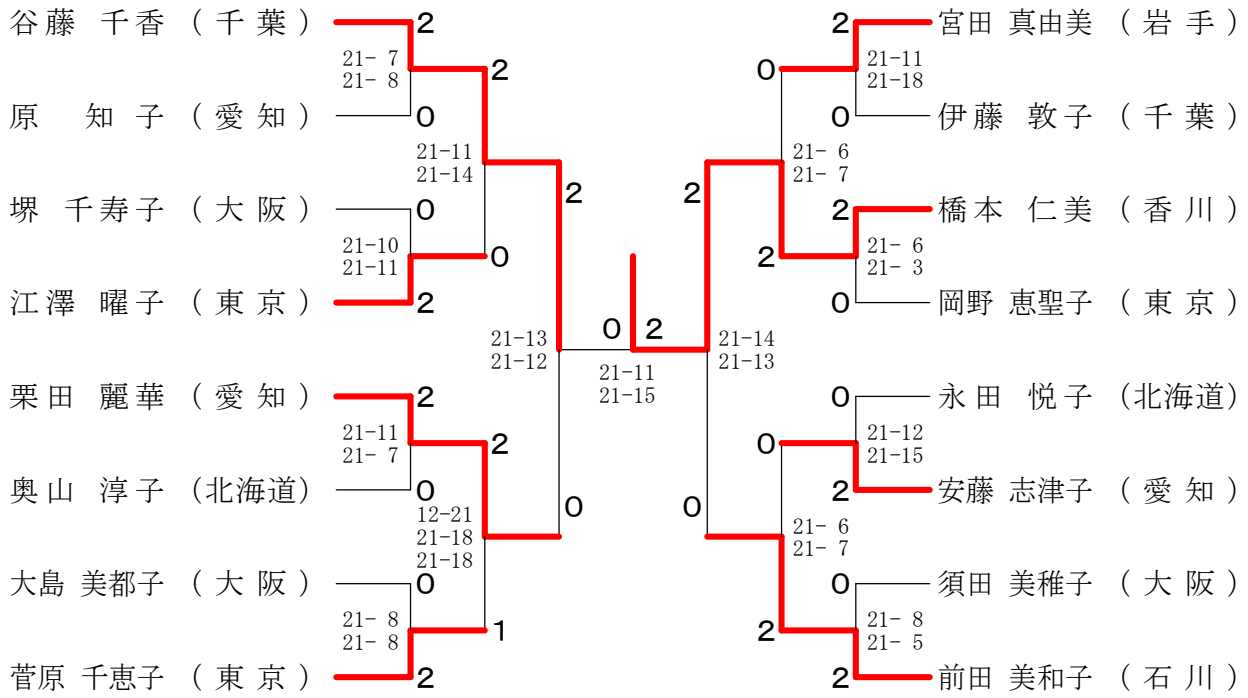 谷藤 千香 (千葉) 2
2 宮田 真由美 (岩手)
21- 7
21- 8
2
0
21-11
21-18
原 知子 (愛知) 0
0 伊藤 敦子 (千葉)
21-11
21-14
21- 6
21- 7
2
2
堺 千寿子 (大阪) 0
2 橋本 仁美 (香川)
21-10
21-11
0
2
21- 6
21- 3
江澤 曜子 (東京) 2
0 岡野 恵聖子 (東京)
21-13
21-12
0 2
21-11
21-15
21-14
21-13
栗田 麗華 (愛知) 2
0 永田 悦子 (北海道)
21-11
21- 7
2
0
21-12
21-15
奥山 淳子 (北海道) 0
2 安藤 志津子 (愛知)
12-21
21-18
21-18
0
0
21- 6
21- 7
大島 美都子 (大阪) 0
0 須田 美稚子 (大阪)
21- 8
21- 8
1
2
21- 8
21- 5
菅原 千恵子 (東京) 2
2 前田 美和子 (石川)